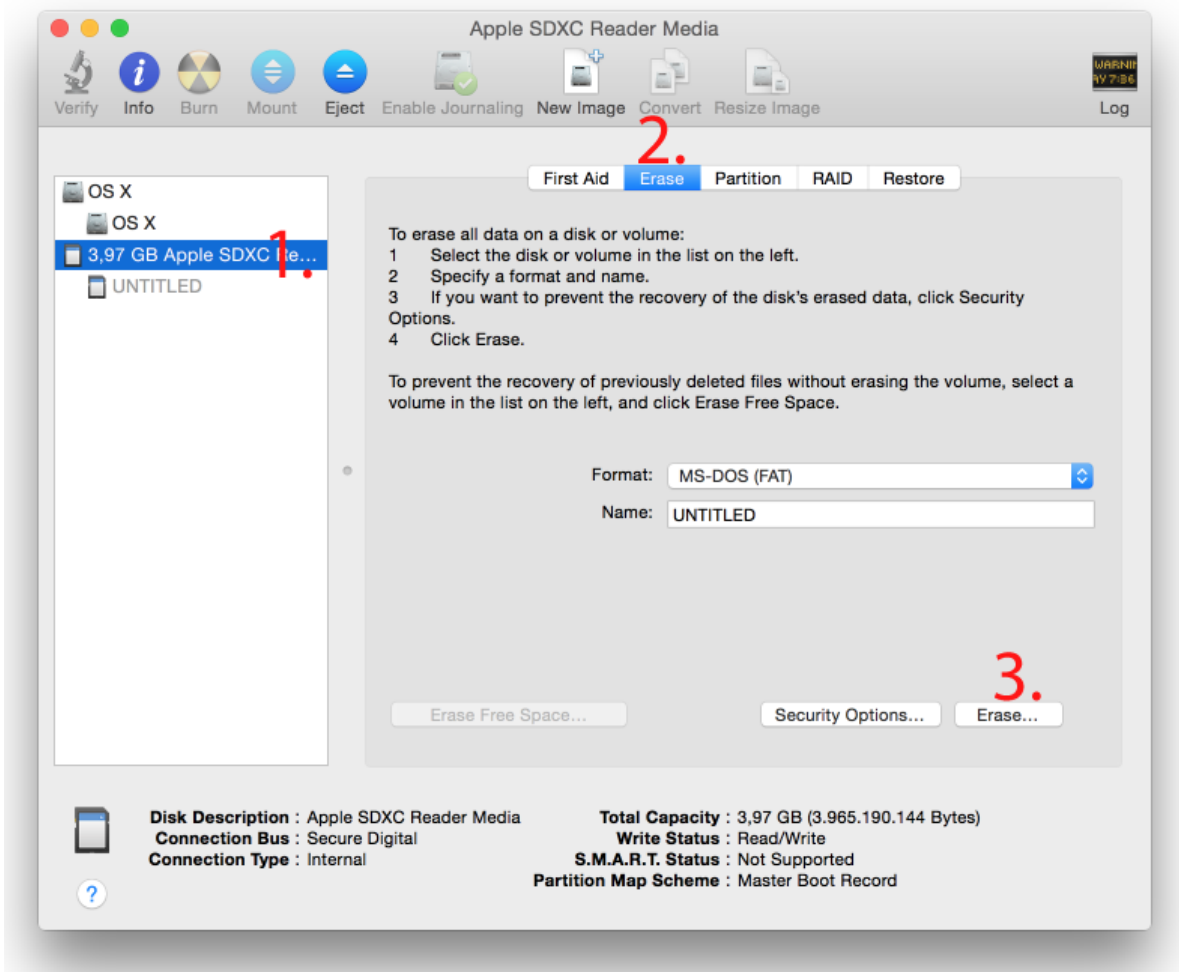 Apple SDXC Reader Media
Verify Info Burn Mount Eject Enable Journaling New Image Convert Resize Image Log
WARNIN
AY 7:86
2.
First Aid Erase Partition RAID Restore
OS X
OS X
1.
3,97 GB Apple SDXC Re...
UNTITLED
To erase all data on a disk or volume:
1 Select the disk or volume in the list on the left.
2 Specify a format and name.
3 If you want to prevent the recovery of the disk's erased data, click Security
Options.
4 Click Erase.
To prevent the recovery of previously deleted files without erasing the volume, select a
volume in the list on the left, and click Erase Free Space.
Format: MS-DOS (FAT)
Name: UNTITLED
3.
Erase Free Space... Security Options... Erase...
Disk Description : Apple SDXC Reader Media
Connection Bus : Secure Digital
Connection Type : Internal
Total Capacity : 3,97 GB (3.965.190.144 Bytes)
Write Status : Read/Write
S.M.A.R.T. Status : Not Supported
Partition Map Scheme : Master Boot Record
?